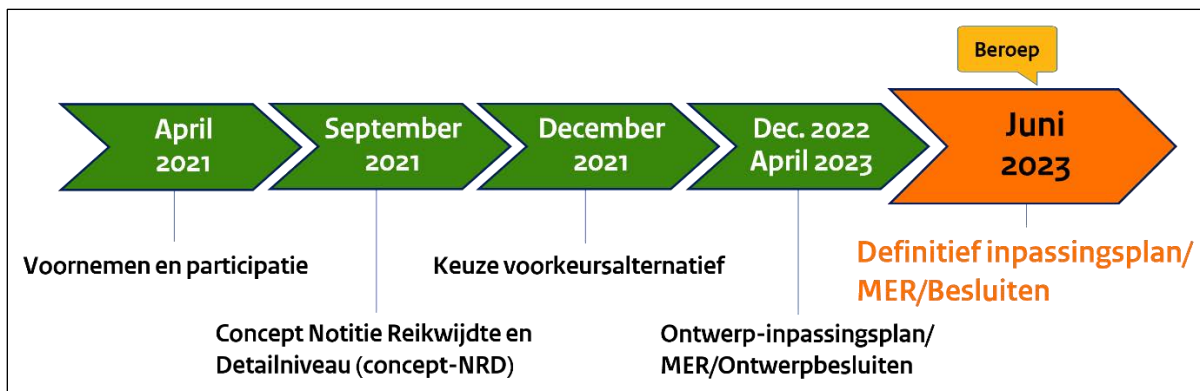 Beroep
April
2021
September
2021
December
2021
Dec. 2022
April 2023
Juni
2023
Voornemen en participatie
Concept Notitie Reikwijdte en
Detailniveau (concept-NRD)
Keuze voorkeursalternatief
Ontwerp-inpassingsplan/
MER/Ontwerpbesluiten
Definitief inpassingsplan/
MER/Besluiten